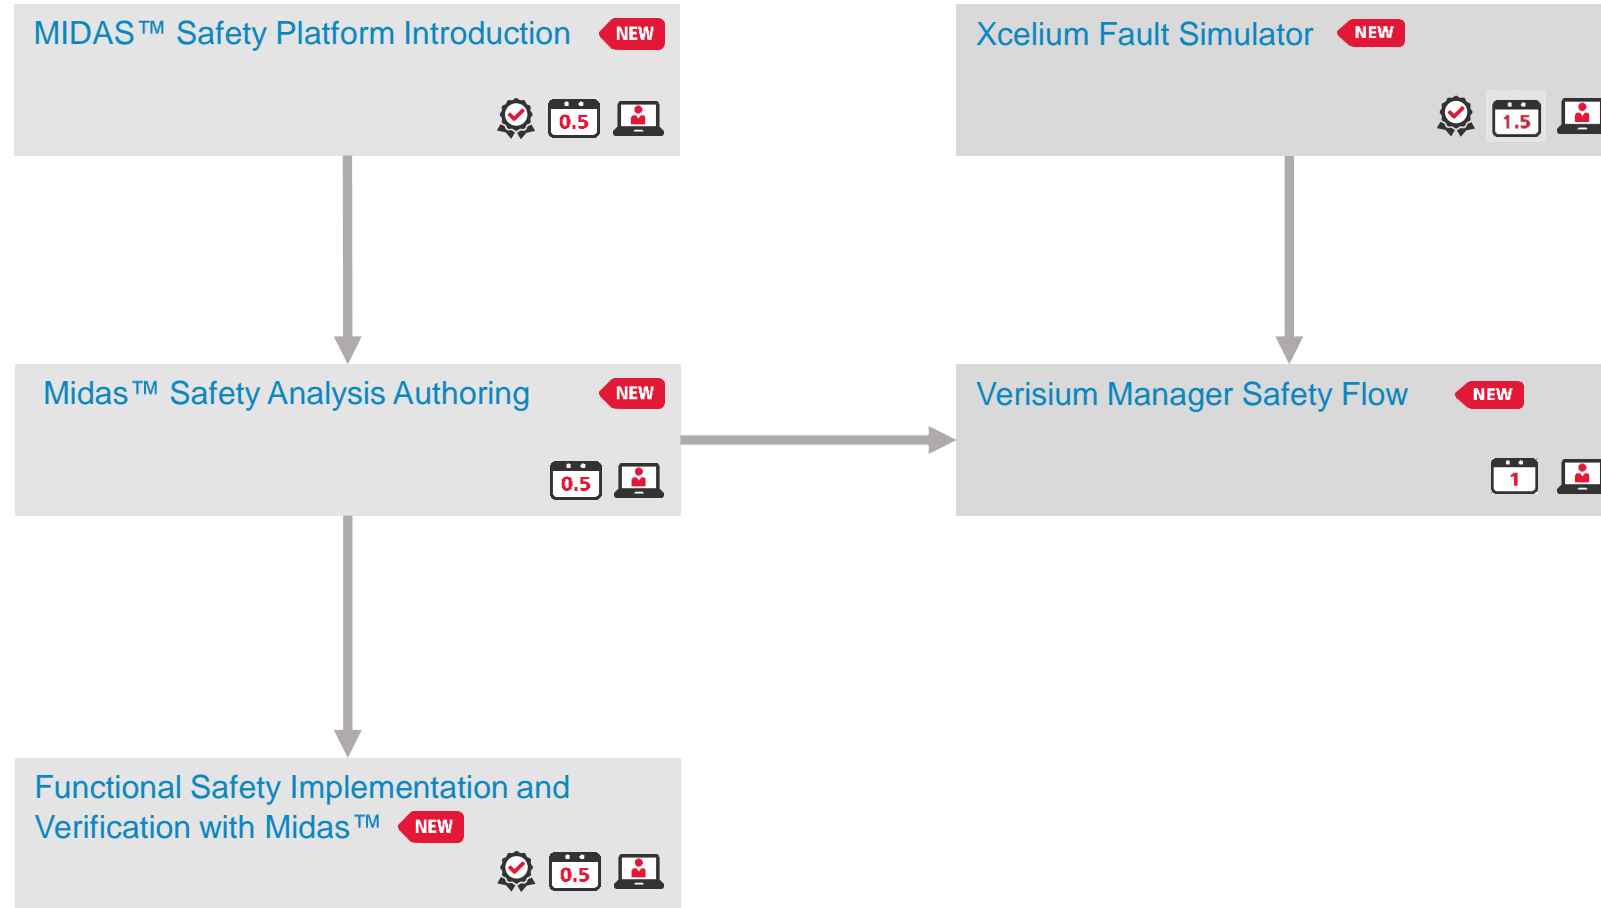 MIDAS™ Safety Platform Introduction NEW
0.5
Xcelium Fault Simulator NEW
1.5
Midas™ Safety Analysis Authoring NEW
0.5
Verisium Manager Safety Flow NEW
1
Functional Safety Implementation and
Verification with Midas™ NEW
0.5